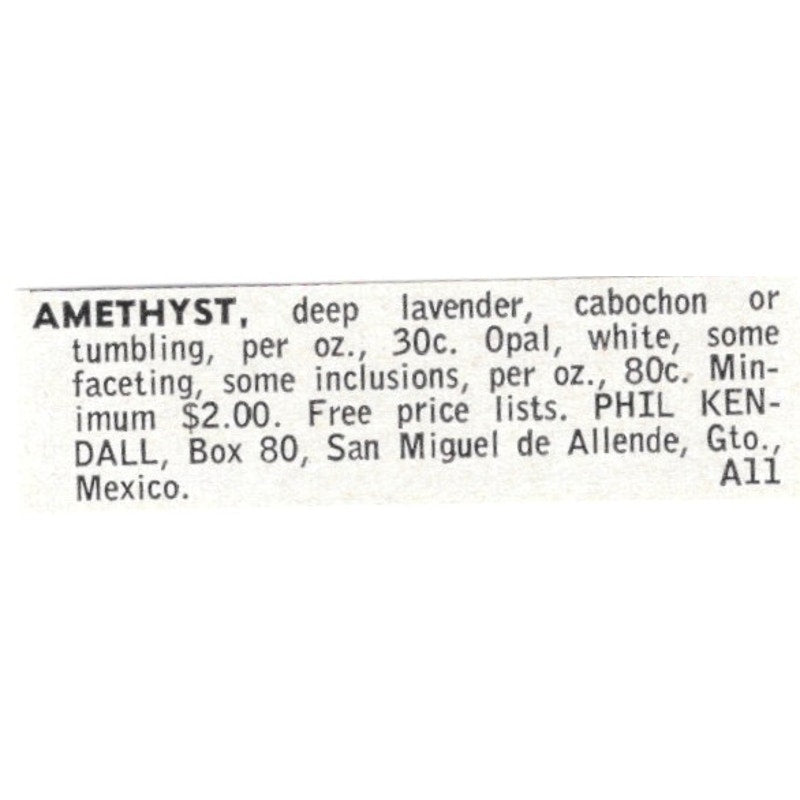 AMETHYST, deep lavender, cabochon or
tumbling, per oz., 30c. Opal, white, some
faceting, some inclusions, per oz., 80c. Min-
imum $2.00. Free price lists. PHIL KEN-
DALL, Box 80, San Miguel de Allende, Gto.,
Mexico. A11